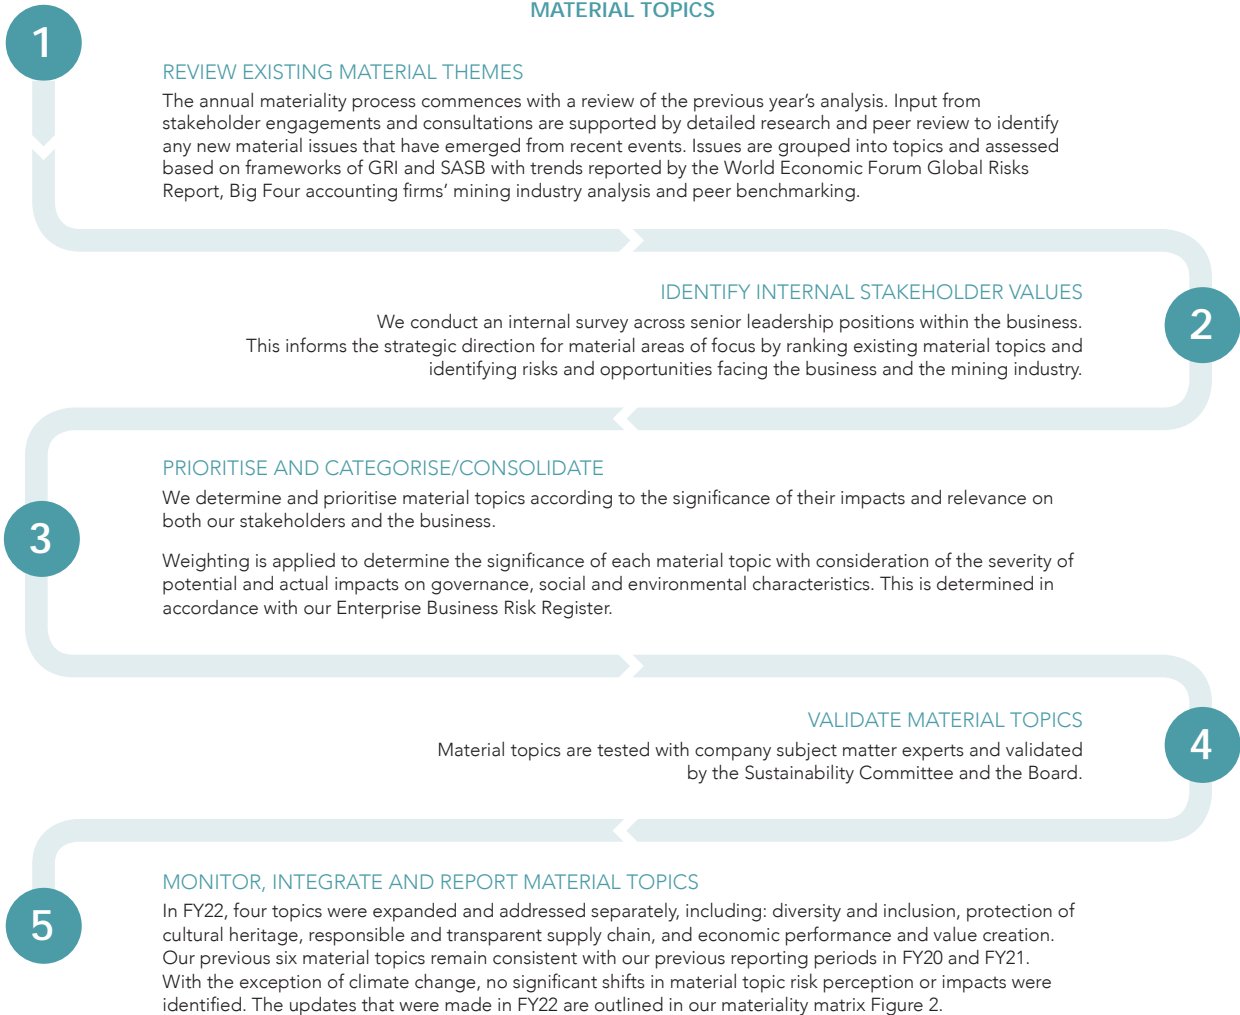 MATERIAL TOPICS
1
REVIEW EXISTING MATERIAL THEMES
The annual materiality process commences with a review of the previous year’s analysis. Input from
stakeholder engagements and consultations are supported by detailed research and peer review to identify
any new material issues that have emerged from recent events. Issues are grouped into topics and assessed
based on frameworks of GRI and SASB with trends reported by the World Economic Forum Global Risks
Report, Big Four accounting firms’ mining industry analysis and peer benchmarking.
IDENTIFY INTERNAL STAKEHOLDER VALUES
2
We conduct an internal survey across senior leadership positions within the business.
This informs the strategic direction for material areas of focus by ranking existing material topics and
identifying risks and opportunities facing the business and the mining industry.
PRIORITISE AND CATEGORISE/CONSOLIDATE
We determine and prioritise material topics according to the significance of their impacts and relevance on
both our stakeholders and the business.
3
Weighting is applied to determine the significance of each material topic with consideration of the severity of
potential and actual impacts on governance, social and environmental characteristics. This is determined in
accordance with our Enterprise Business Risk Register.
VALIDATE MATERIAL TOPICS
4
Material topics are tested with company subject matter experts and validated
by the Sustainability Committee and the Board.
MONITOR, INTEGRATE AND REPORT MATERIAL TOPICS
5
In FY22, four topics were expanded and addressed separately, including: diversity and inclusion, protection of
cultural heritage, responsible and transparent supply chain, and economic performance and value creation.
Our previous six material topics remain consistent with our previous reporting periods in FY20 and FY21.
With the exception of climate change, no significant shifts in material topic risk perception or impacts were
identified. The updates that were made in FY22 are outlined in our materiality matrix Figure 2.